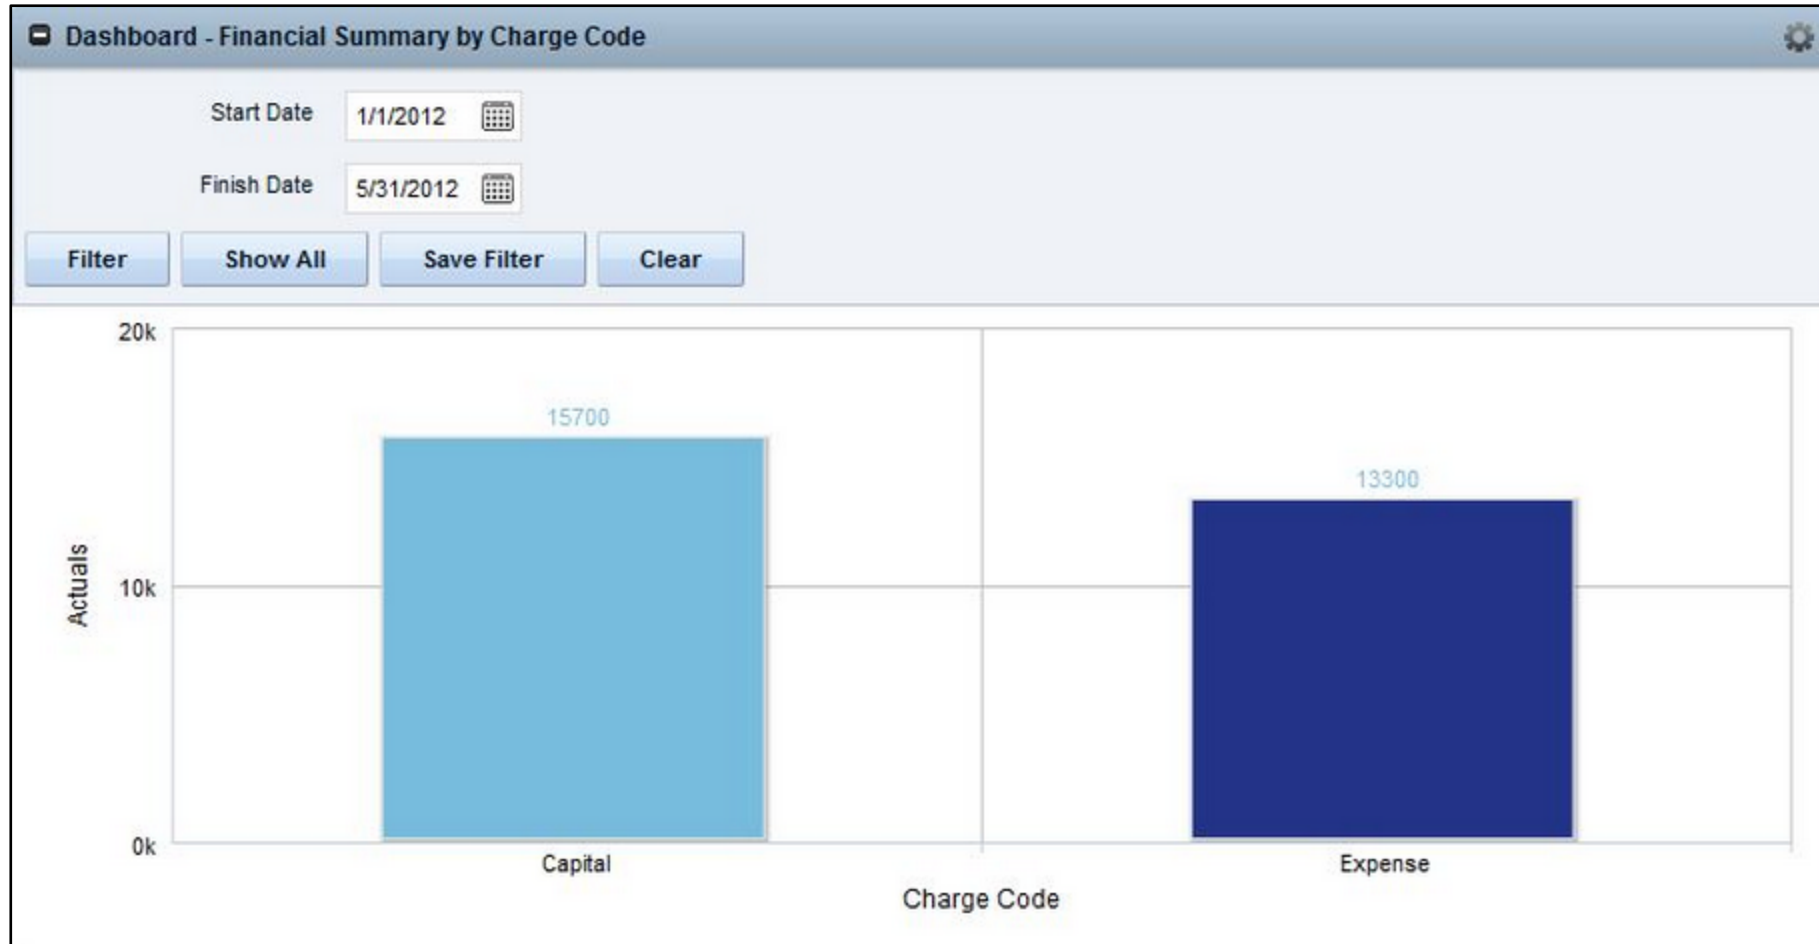 Dashboard - Financial Summary by Charge Code
Start Date 1/1/2012
Finish Date 5/31/2012
Filter Show All Save Filter Clear
20k
15700
13300
Actuals
10k
0k
Capital Expense
Charge Code